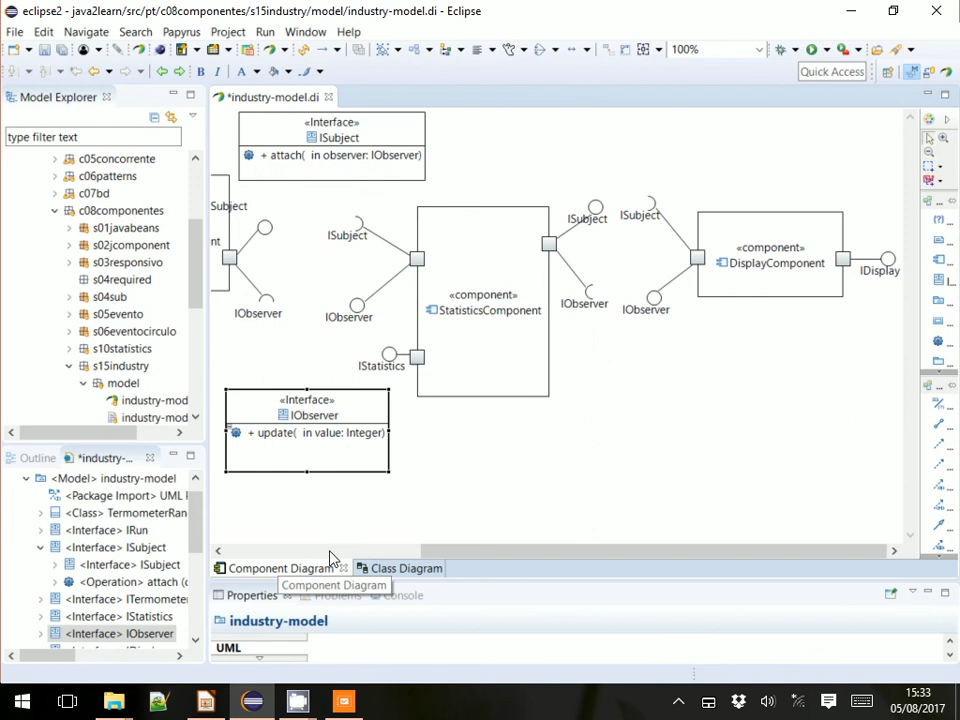 eclipse2 - java2learn/src/pt/c08componentes/s15industry/model/industry-model.di - Eclipse
File Edit Navigate Search Papyrus Project Run Window Help
100%
B I A
Quick Access
Model Explorer
*industry-model.di
type filter text
c05concorrente
c06patterns
c07bd
c08componentes
s01javabeans
s02jcomponent
s03responsivo
s04required
s04sub
s05evento
s06eventocirculo
s10statistics
s15industry
model
industry-mod
industry-mod
«Interface»
ISubject
+ attach( in observer: IObserver)
Subject
nt
IObserver
ISubject
IObserver
IStatistics
«component»
StatisticsComponent
ISubject
IObserver
ISubject
IObserver
«component»
DisplayComponent
IDisplay
«Interface»
IObserver
+ update( in value: Integer)
Component Diagram
Class Diagram
Component Diagram
Outline
*industry-...
<Model> industry-model
<Package Import> UML
<Class> TermometerRan
<Interface> IRun
<Interface> ISubject
<Interface> ISubject
<Operation> attach (c
<Interface> ITermomete
<Interface> IStatistics
<Interface> IObserver
Properties
Problems
Console
industry-model
UML
15:33
05/08/2017